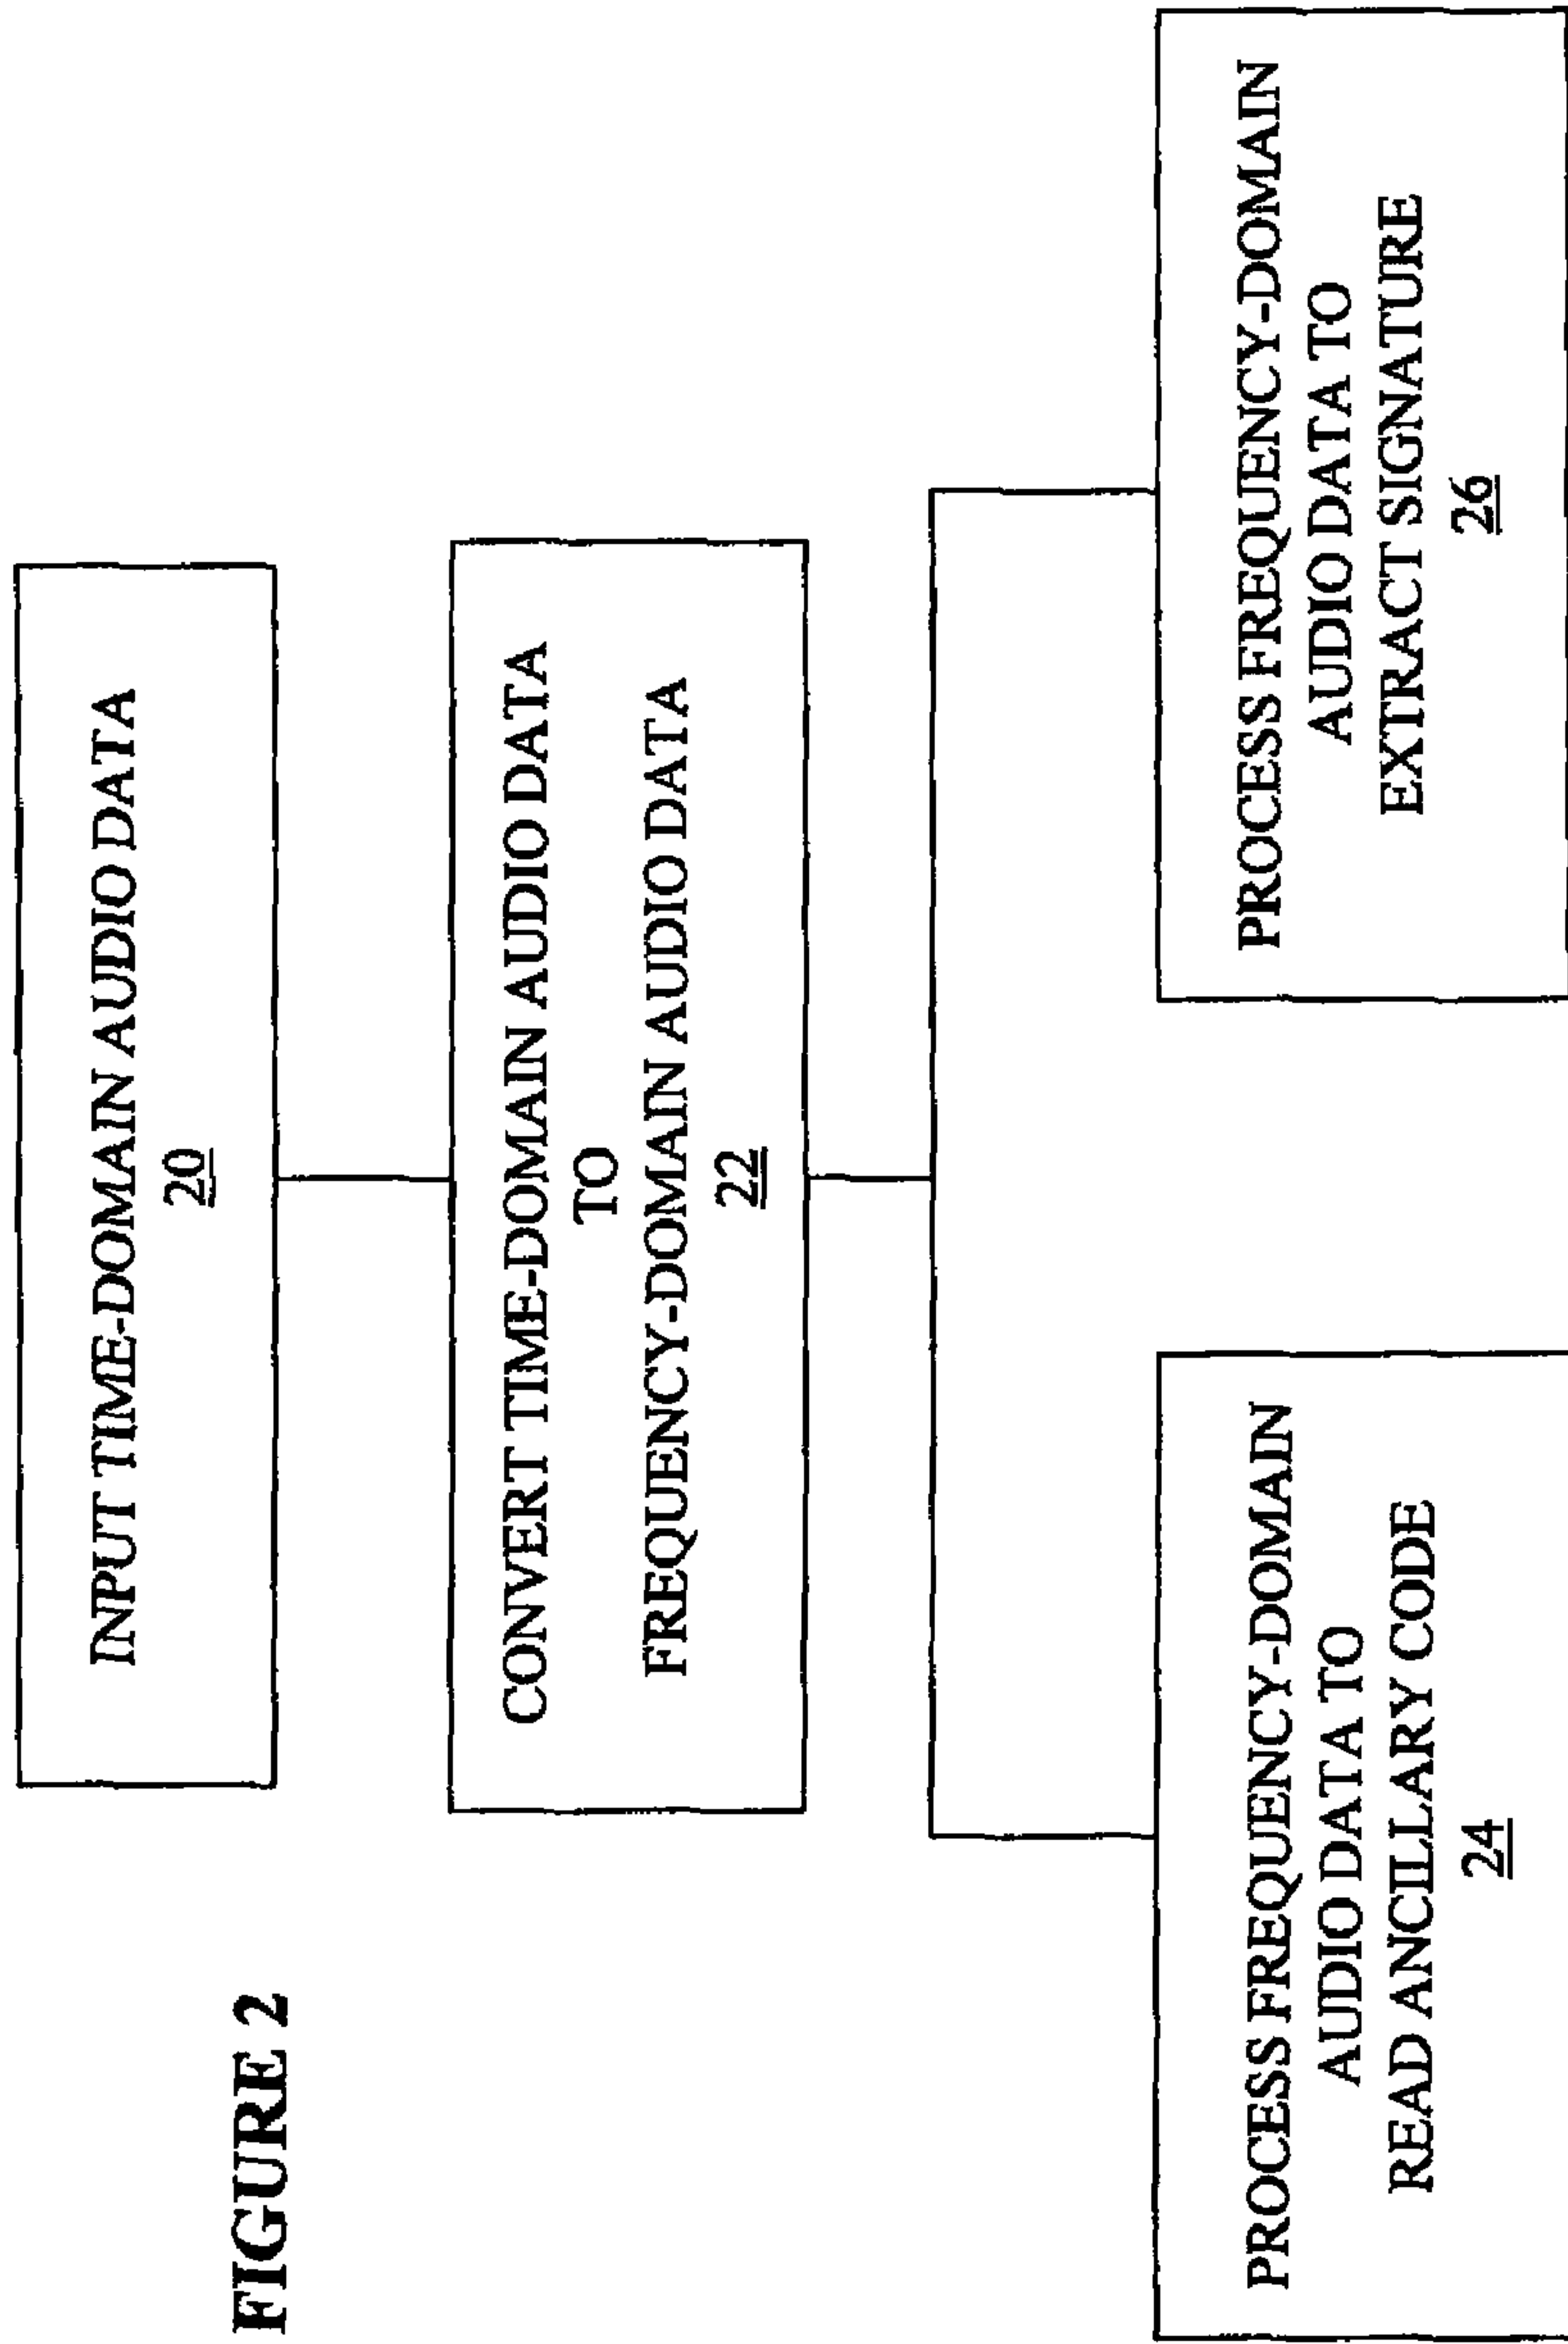 FIGURE 2
INPUT TIME-DOMAIN AUDIO DATA
20
CONVERT TIME-DOMAIN AUDIO DATA
TO
FREQUENCY-DOMAIN AUDIO DATA
22
PROCESS FREQUENCY-DOMAIN
AUDIO DATA TO
READ ANCILLARY CODE
24
PROCESS FREQUENCY-DOMAIN
AUDIO DATA TO
EXTRACT SIGNATURE
26